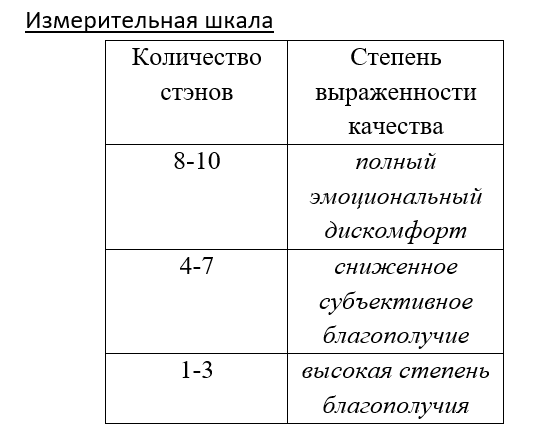 Измерительная шкала
Количество стэнов
Степень выраженности качества
8-10
полный эмоциональный дискомфорт
4-7
сниженное субъективное благополучие
1-3
высокая степень благополучия